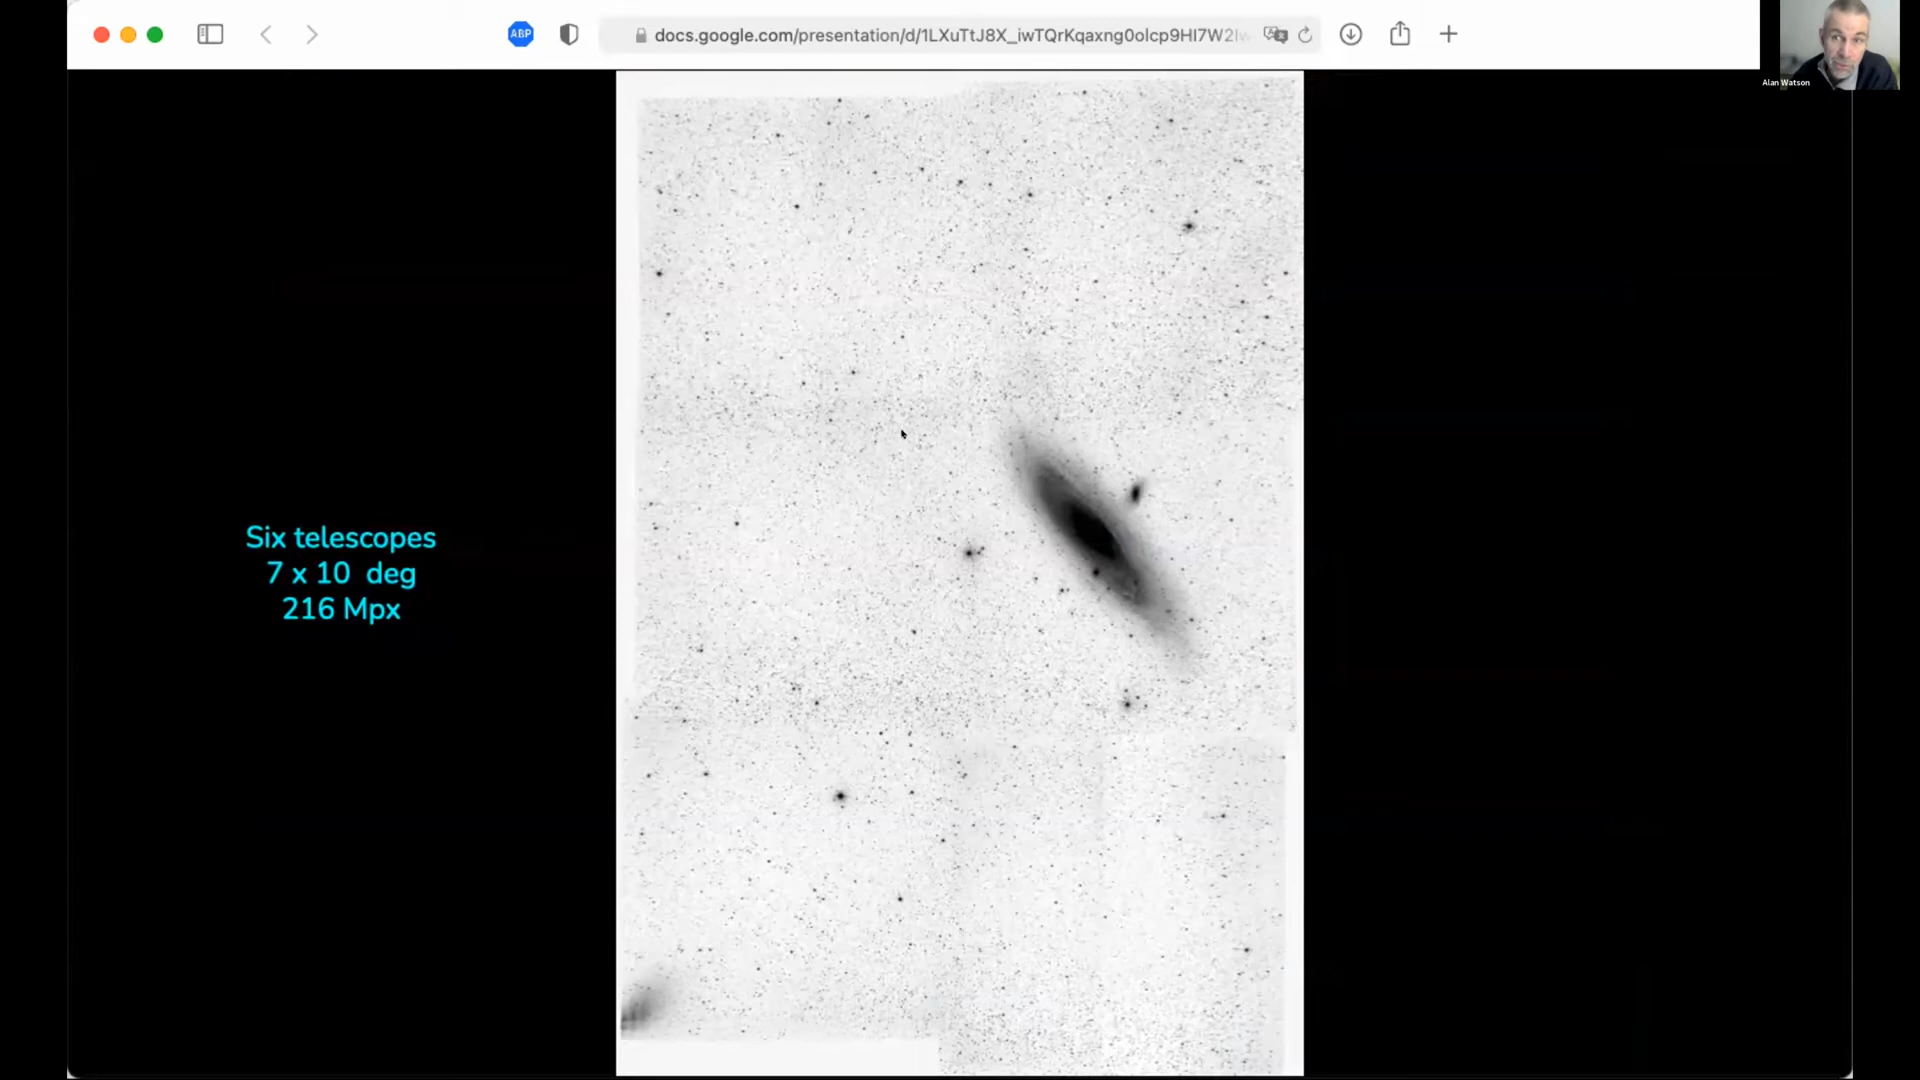 ABP
docs.google.com/presentation/d/1LXuTtJ8X_iwTQrKqaxng0olcp9HI7W2
Alan Watson
Six telescopes
7 x 10 deg
216 Mpx